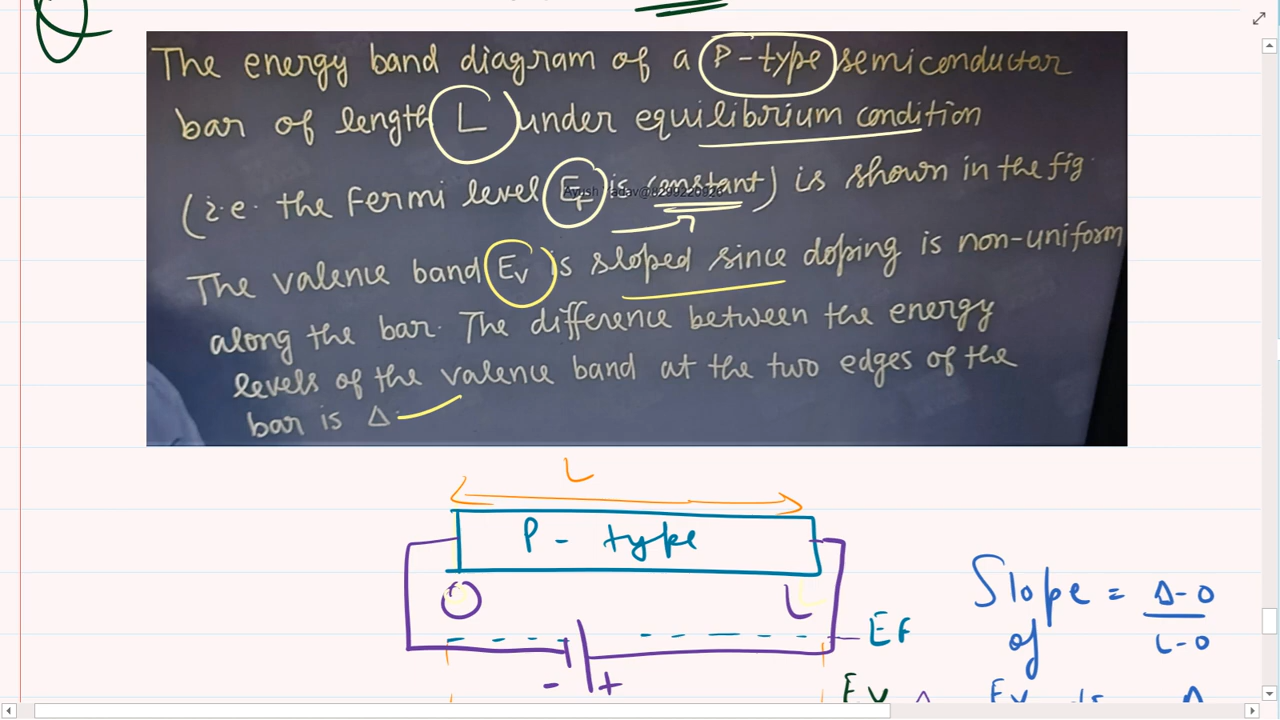 The energy band diagram of a P-type semiconductor
bar of length L under equilibrium condition
(i.e. the Fermi level EF is constant) is shown in the fig.
The valence band Ev is sloped since doping is non-uniform
along the bar. The difference between the energy
levels of the valence band at the two edges of the
bar is Δ.
L
P - type
O L
EF
- +
Slope = Δ-0
of L-0
Ev Δ Ev is Δ